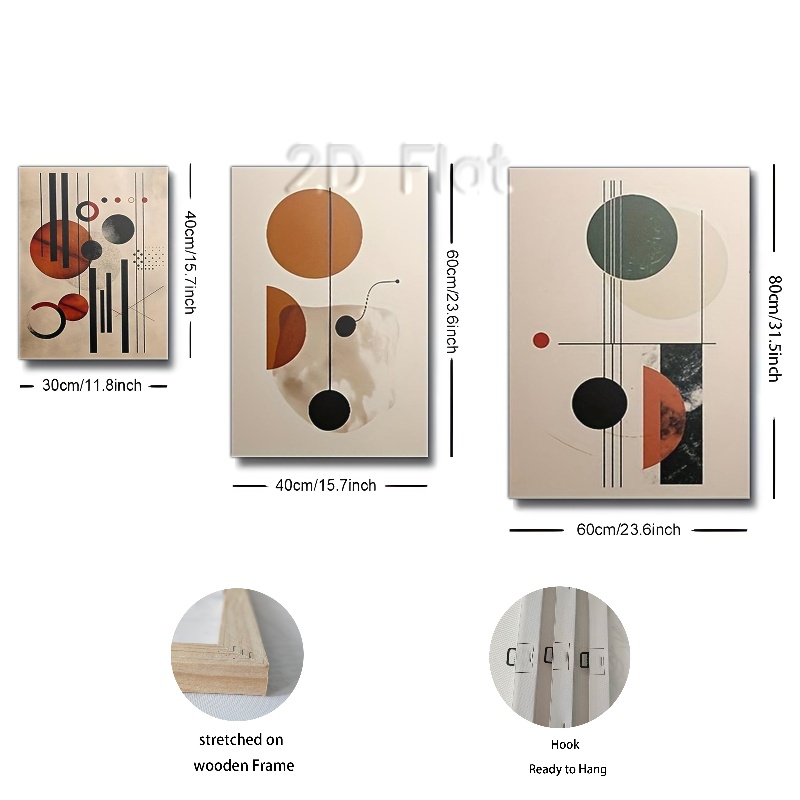 2D Flat
40cm/15.7inch
30cm/11.8inch
60cm/23.6inch
40cm/15.7inch
80cm/31.5inch
60cm/23.6inch
stretched on
wooden Frame
Hook
Ready to Hang